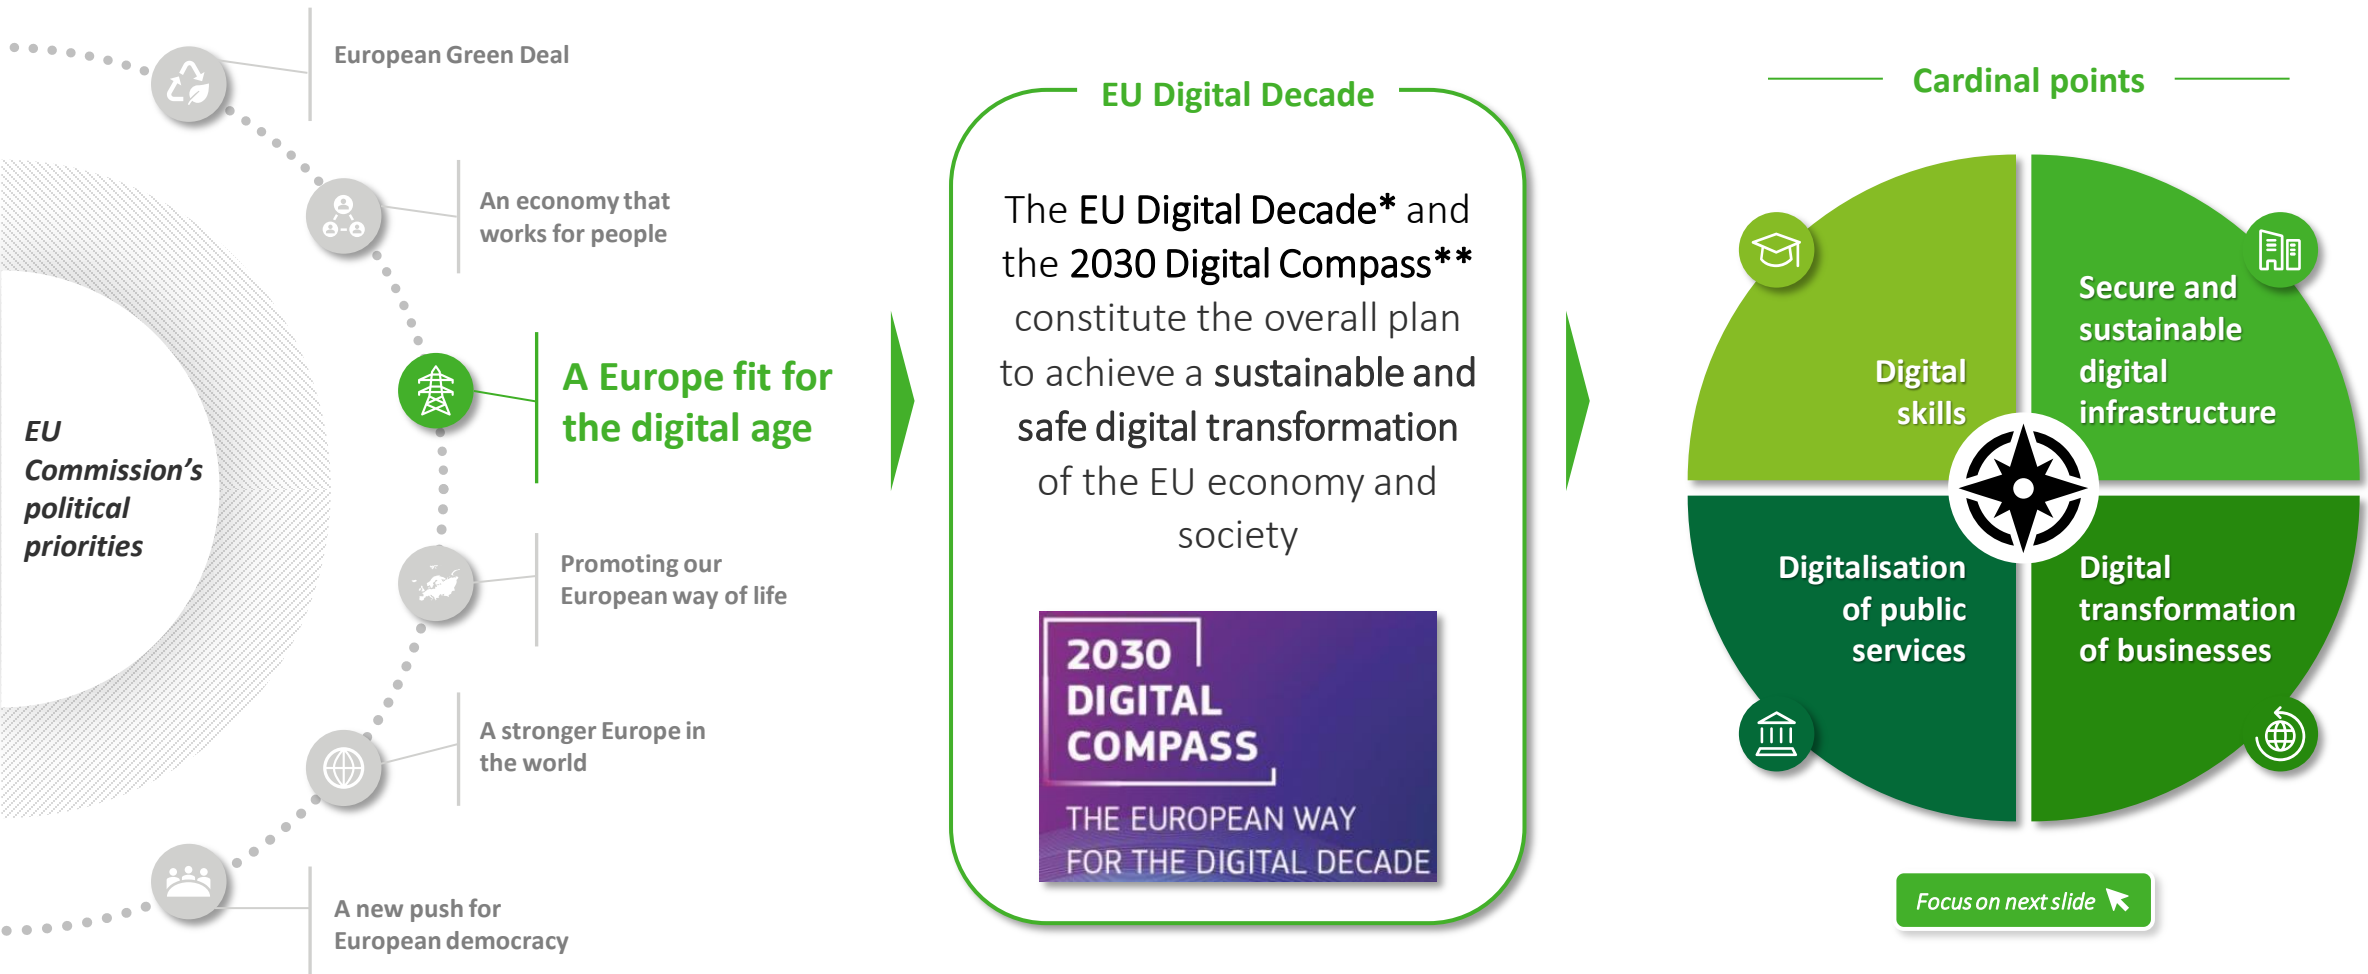 EU
Commission's
political
priorities
European Green Deal
An economy that
works for people
A Europe fit for
the digital age
Promoting our
European way of life
A stronger Europe in
the world
A new push for
European democracy
EU Digital Decade
The EU Digital Decade* and
the 2030 Digital Compass**
constitute the overall plan
to achieve a sustainable and
safe digital transformation
of the EU economy and
society
2030
DIGITAL
COMPASS
THE EUROPEAN WAY
FOR THE DIGITAL DECADE
Cardinal points
Digital
skills
Secure and
sustainable
digital
infrastructure
Digitalisation
of public
services
Digital
transformation
of businesses
Focus on next slide